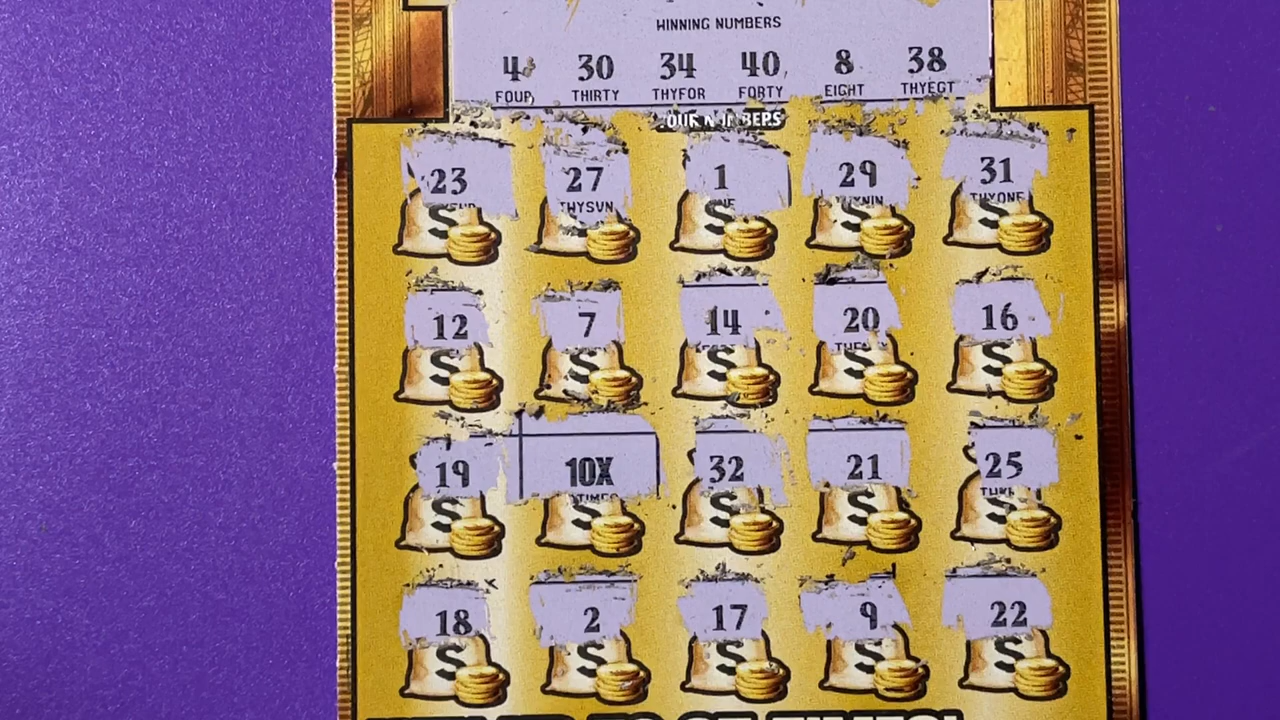 WINNING NUMBERS
4 30 34 40 8 38
FOUR THIRTY THYFOR FORTY EIGHT THYEGT
YOUR NUMBERS
23 27 1 29 31
THYSVN THYONE
12 7 14 20 16
19 10X 32 21 25
TIMES
18 2 17 9 22